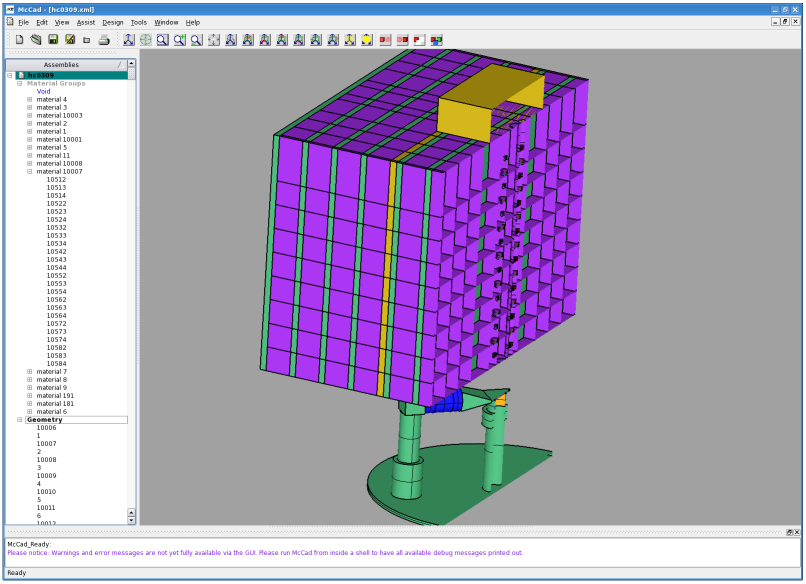 McCad - [hc0309.xml]
File Edit View Assist Design Tools Window Help
Assemblies /
hc0309
Material Groups
Void
material 4
material 3
material 10003
material 2
material 1
material 10001
material 5
material 11
material 10008
material 10007
10512
10513
10514
10522
10523
10524
10532
10533
10534
10542
10543
10544
10552
10553
10554
10562
10563
10564
10572
10573
10574
10582
10583
10584
material 7
material 8
material 9
material 191
material 181
material 6
Geometry
10006
1
10007
2
10008
3
10009
4
10010
5
10011
6
10012
McCad_Ready:
Please notice: Warnings and error messages are not yet fully available via the GUI. Please run McCad from inside a shell to have all available debug messages printed out.
Ready